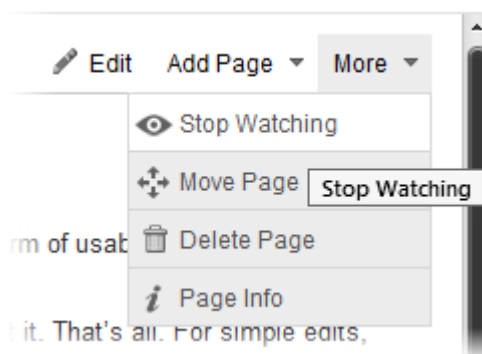 Edit Add Page More
Stop Watching
Move Page
Stop Watching
of usab
Delete Page
Page Info
it. That's all. For simple edits,